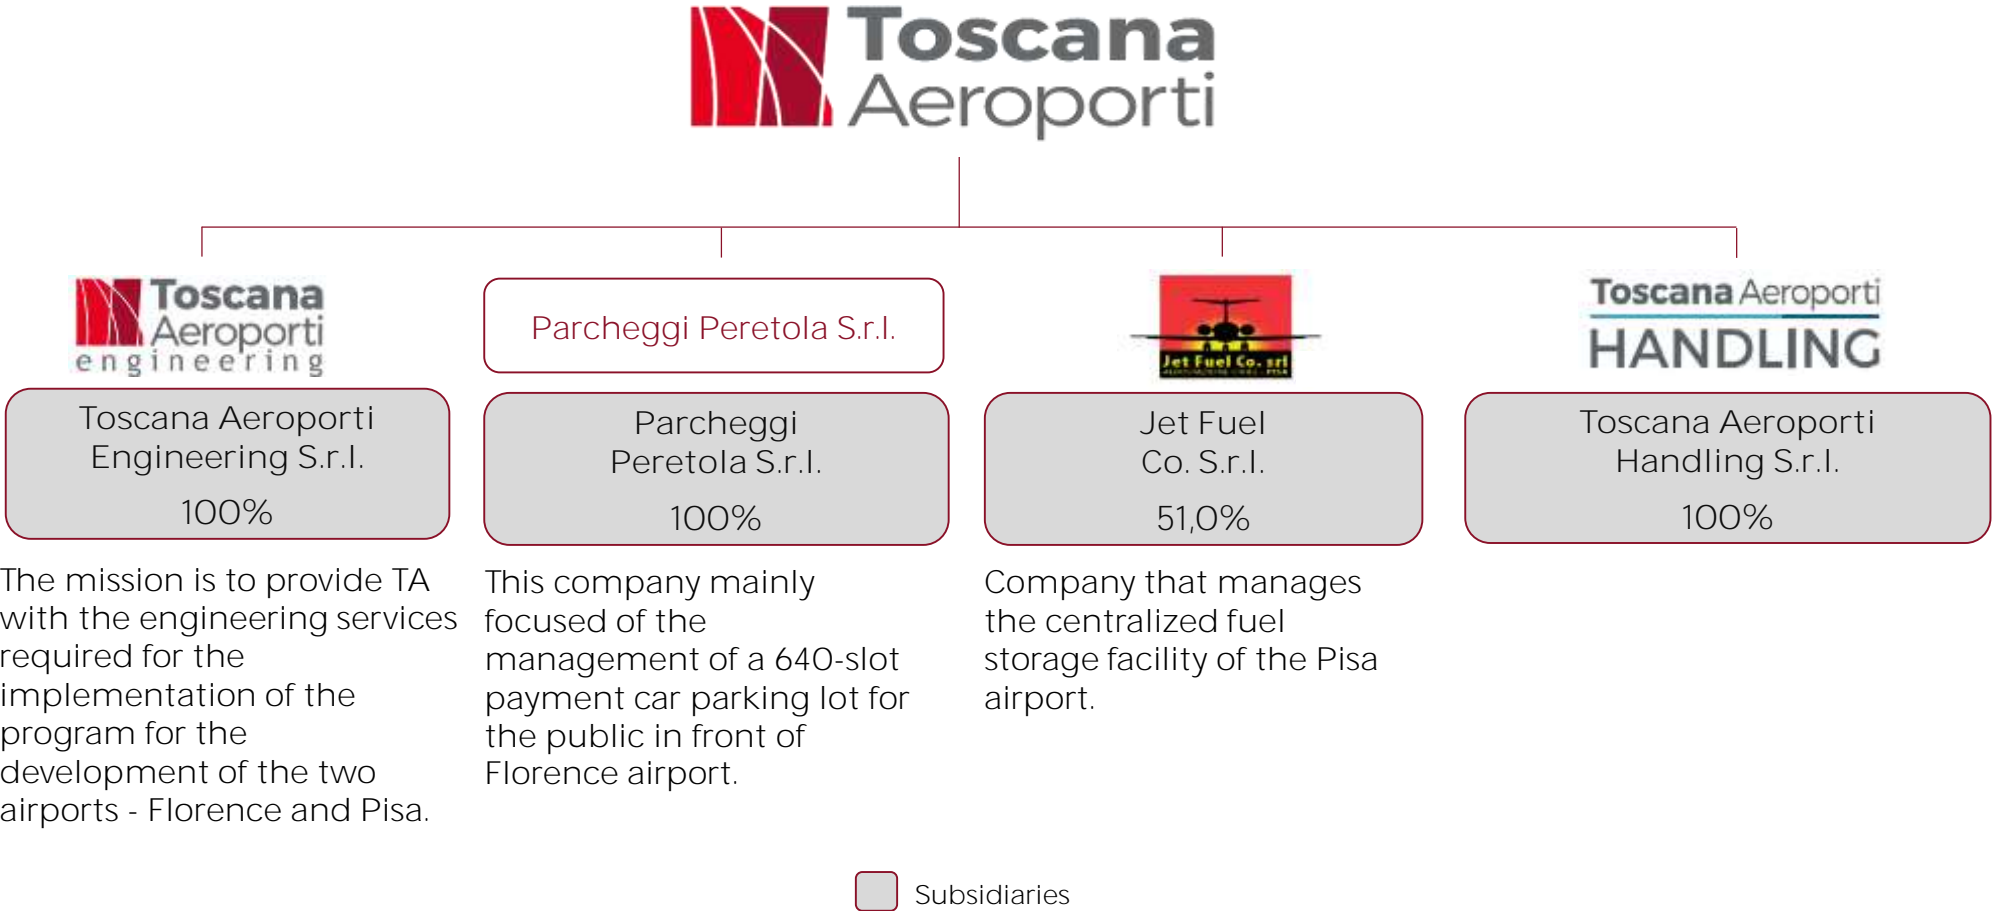 Toscana
Aeroporti
Toscana
Aeroporti
engineering
Parcheggi Peretola S.r.l.
Jet Fuel Co. srl
Toscana Aeroporti
HANDLING
Toscana Aeroporti
Engineering S.r.l.
100%
Parcheggi
Peretola S.r.l.
100%
Jet Fuel
Co. S.r.l.
51,0%
Toscana Aeroporti
Handling S.r.l.
100%
The mission is to provide TA
with the engineering services
required for the
implementation of the
program for the
development of the two
airports - Florence and Pisa.
This company mainly
focused of the
management of a 640-slot
payment car parking lot for
the public in front of
Florence airport.
Company that manages
the centralized fuel
storage facility of the Pisa
airport.
Subsidiaries